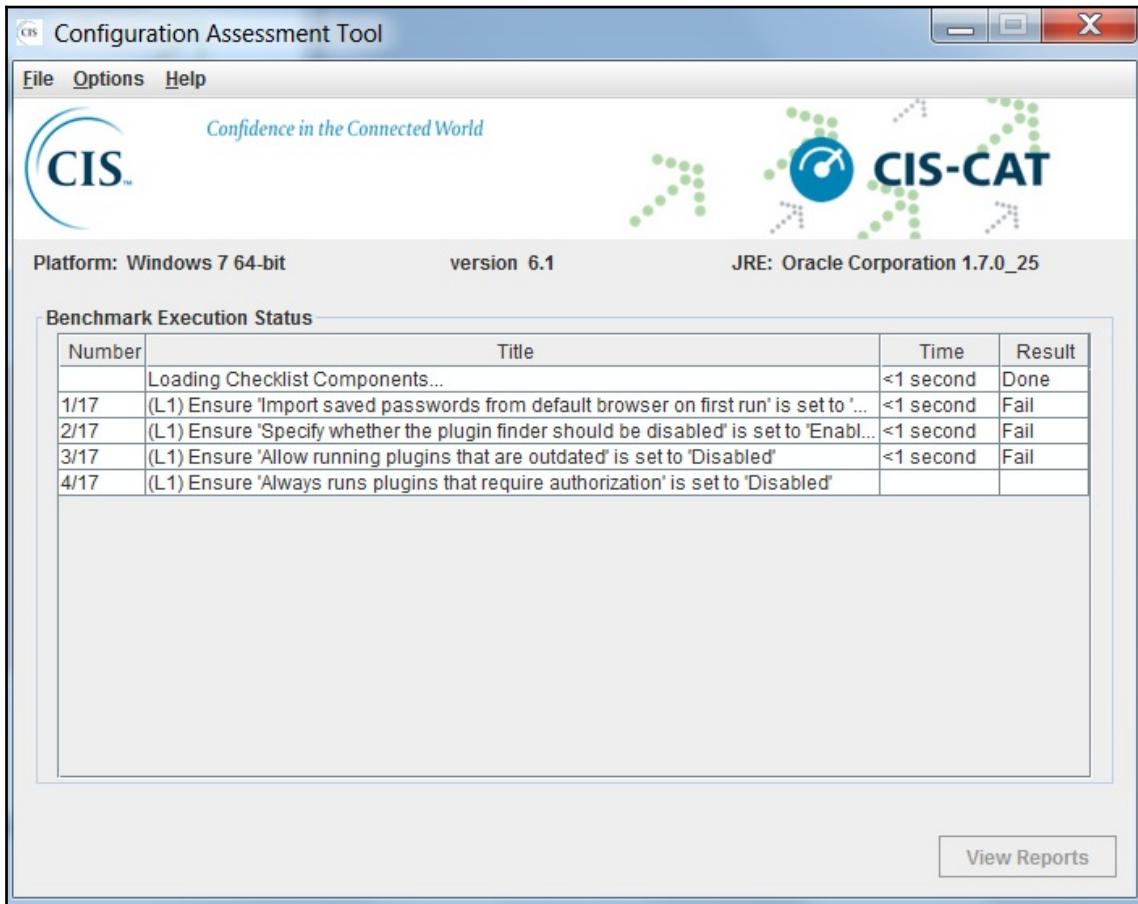 CIS Configuration Assessment Tool
File Options Help
CIS™ Confidence in the Connected World CIS-CAT
Platform: Windows 7 64-bit version 6.1 JRE: Oracle Corporation 1.7.0_25
Benchmark Execution Status
Number Title Time Result
Loading Checklist Components... <1 second Done
1/17 (L1) Ensure 'Import saved passwords from default browser on first run' is set to '... <1 second Fail
2/17 (L1) Ensure 'Specify whether the plugin finder should be disabled' is set to 'Enabl... <1 second Fail
3/17 (L1) Ensure 'Allow running plugins that are outdated' is set to 'Disabled' <1 second Fail
4/17 (L1) Ensure 'Always runs plugins that require authorization' is set to 'Disabled'
View Reports